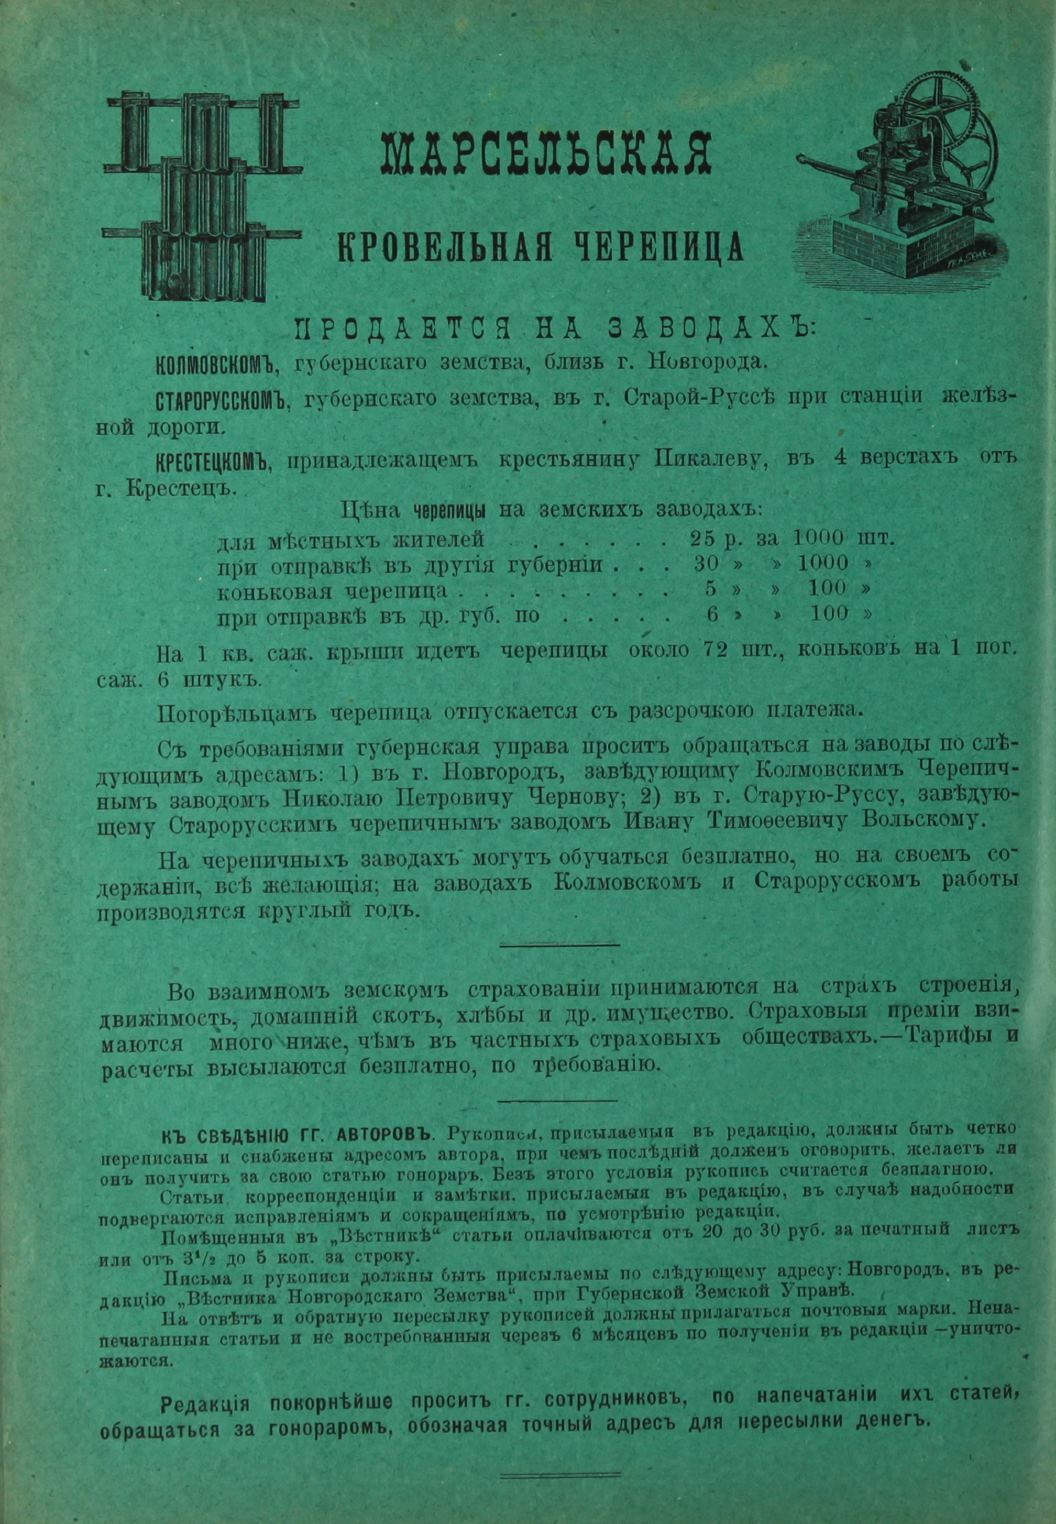 МАРСЕЛЬСКАЯ
КРОВЕЛЬНАЯ ЧЕРЕПИЦА
ПРОДАЕТСЯ НА ЗАВОДАХЪ:
КОЛМОВСКОМЪ, губернскаго земства, близь г. Новгорода.
СТАРОРУССКОМЪ, губернскаго земства, въ г. Старой-Руссѣ при станціи желѣз-
ной дороги.
КРЕСТЕЦКОМЪ, принадлежащемъ крестьянину Пикалеву, въ 4 верстахъ отъ
г. Крестецъ.
Цѣна черепицы на земскихъ заводахъ:
для мѣстныхъ жителей . . . . . . . 25 р. за 1000 шт.
при отправкѣ въ другія губерніи . . . 30 » » 1000 »
коньковая черепица . . . . . . . . . 5 » » 100 »
при отправкѣ въ др. губ. по . . . . . 6 » » 100 »
На 1 кв. саж. крыши идетъ черепицы около 72 шт., коньковъ на 1 пог.
саж. 6 штукъ.
Погорѣльцамъ черепица отпускается съ разсрочкою платежа.
Съ требованіями губернская управа проситъ обращаться на заводы по слѣ-
дующимъ адресамъ: 1) въ г. Новгородъ, завѣдующиму Колмовскимъ Черепич-
нымъ заводомъ Николаю Петровичу Чернову; 2) въ г. Старую-Руссу, завѣдую-
щему Старорусскимъ черепичнымъ заводомъ Ивану Тимоѳеевичу Вольскому.
На черепичныхъ заводахъ могутъ обучаться безплатно, но на своемъ со-
держаніи, всѣ желающія; на заводахъ Колмовскомъ и Старорусскомъ работы
производятся круглый годъ.
Во взаимномъ земскомъ страхованіи принимаются на страхъ строенія,
движимость, домашній скотъ, хлѣбы и др. имущество. Страховыя преміи взи-
маются много ниже, чѣмъ въ частныхъ страховыхъ обществахъ.—Тарифы и
расчеты высылаются безплатно, по требованію.
КЪ СВѢДѢНІЮ ГГ. АВТОРОВЪ. Рукописи, присылаемыя въ редакцію, должны быть четко
переписаны и снабжены адресомъ автора, при чемъ послѣдній долженъ оговорить, желаетъ ли
онъ получить за свою статью гонораръ. Безъ этого условія рукопись считается безплатною.
Статьи корреспонденціи и замѣтки, присылаемыя въ редакцію, въ случаѣ надобности
подвергаются исправленіямъ и сокращеніямъ, по усмотрѣнію редакціи.
Помѣщенныя въ „Вѣстникѣ“ статьи оплачиваются отъ 20 до 30 руб. за печатный листъ
или отъ 3¹/₂ до 5 коп. за строку.
Письма и рукописи должны быть присылаемы по слѣдующему адресу: Новгородъ, въ ре-
дакцію „Вѣстника Новгородскаго Земства“, при Губернской Земской Управѣ.
На отвѣтъ и обратную пересылку рукописей должны прилагаться почтовыя марки. Нена-
печатанныя статьи и не востребованныя черезъ 6 мѣсяцевъ по полученіи въ редакціи —уничто-
жаются.
Редакція покорнѣйше проситъ гг. сотрудниковъ, по напечатаніи ихъ статей,
обращаться за гонораромъ, обозначая точный адресъ для пересылки денегъ.